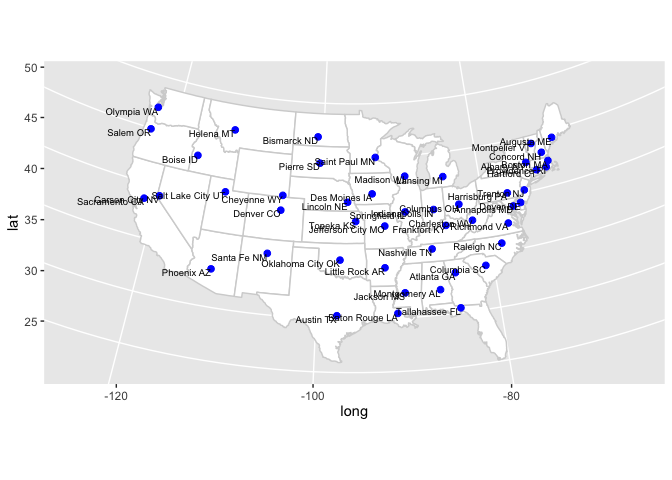 50
45
40
35
30
25
lat
Olympia WA
Salem OR
Helena MT
Bismarck ND
Boise ID
Pierre SD
Saint Paul MN
Madison WI
Lansing MI
Augusta ME
Montpelier VT
Concord NH
Boston MA
Albany NY
Hartford CT
Sacramento CA
Carson City NV
Salt Lake City UT
Cheyenne WY
Denver CO
Lincoln NE
Des Moines IA
Topeka KS
Springfield IL
Jefferson City MO
Indianapolis IN
Columbus OH
Frankfort KY
Charleston WV
Harrisburg PA
Trenton NJ
Annapolis MD
Richmond VA
Raleigh NC
Nashville TN
Santa Fe NM
Phoenix AZ
Oklahoma City OK
Little Rock AR
Columbia SC
Atlanta GA
Montgomery AL
Jackson MS
Austin TX
Baton Rouge LA
Tallahassee FL
-120
-100
-80
long